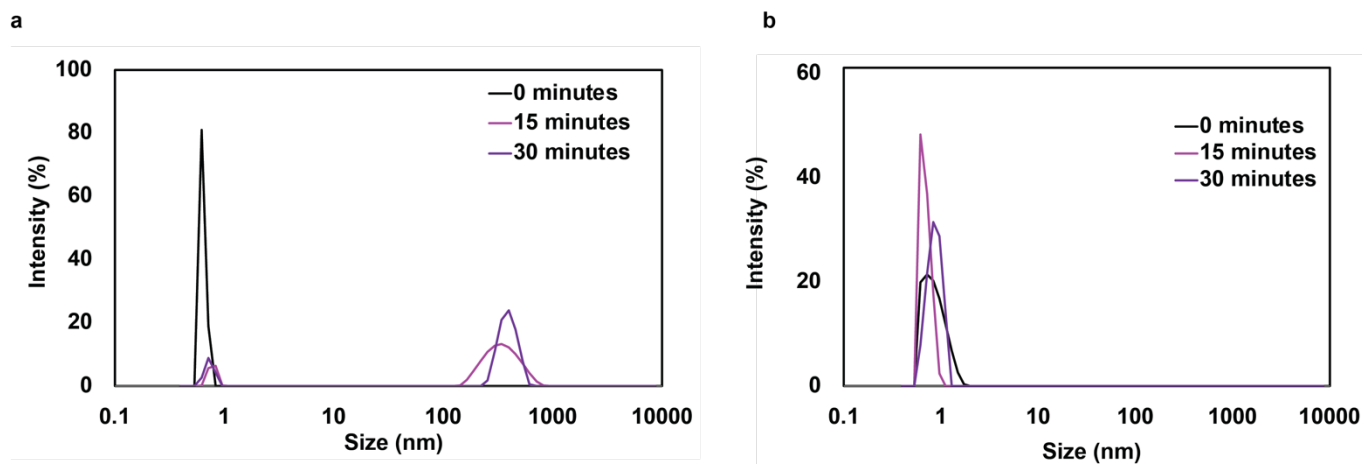 a
100
80
60
40
20
0
Intensity (%)
0 minutes
15 minutes
30 minutes
0.1 1 10 100 1000 10000
Size (nm)
b
60
40
20
0
Intensity (%)
0 minutes
15 minutes
30 minutes
0.1 1 10 100 1000 10000
Size (nm)